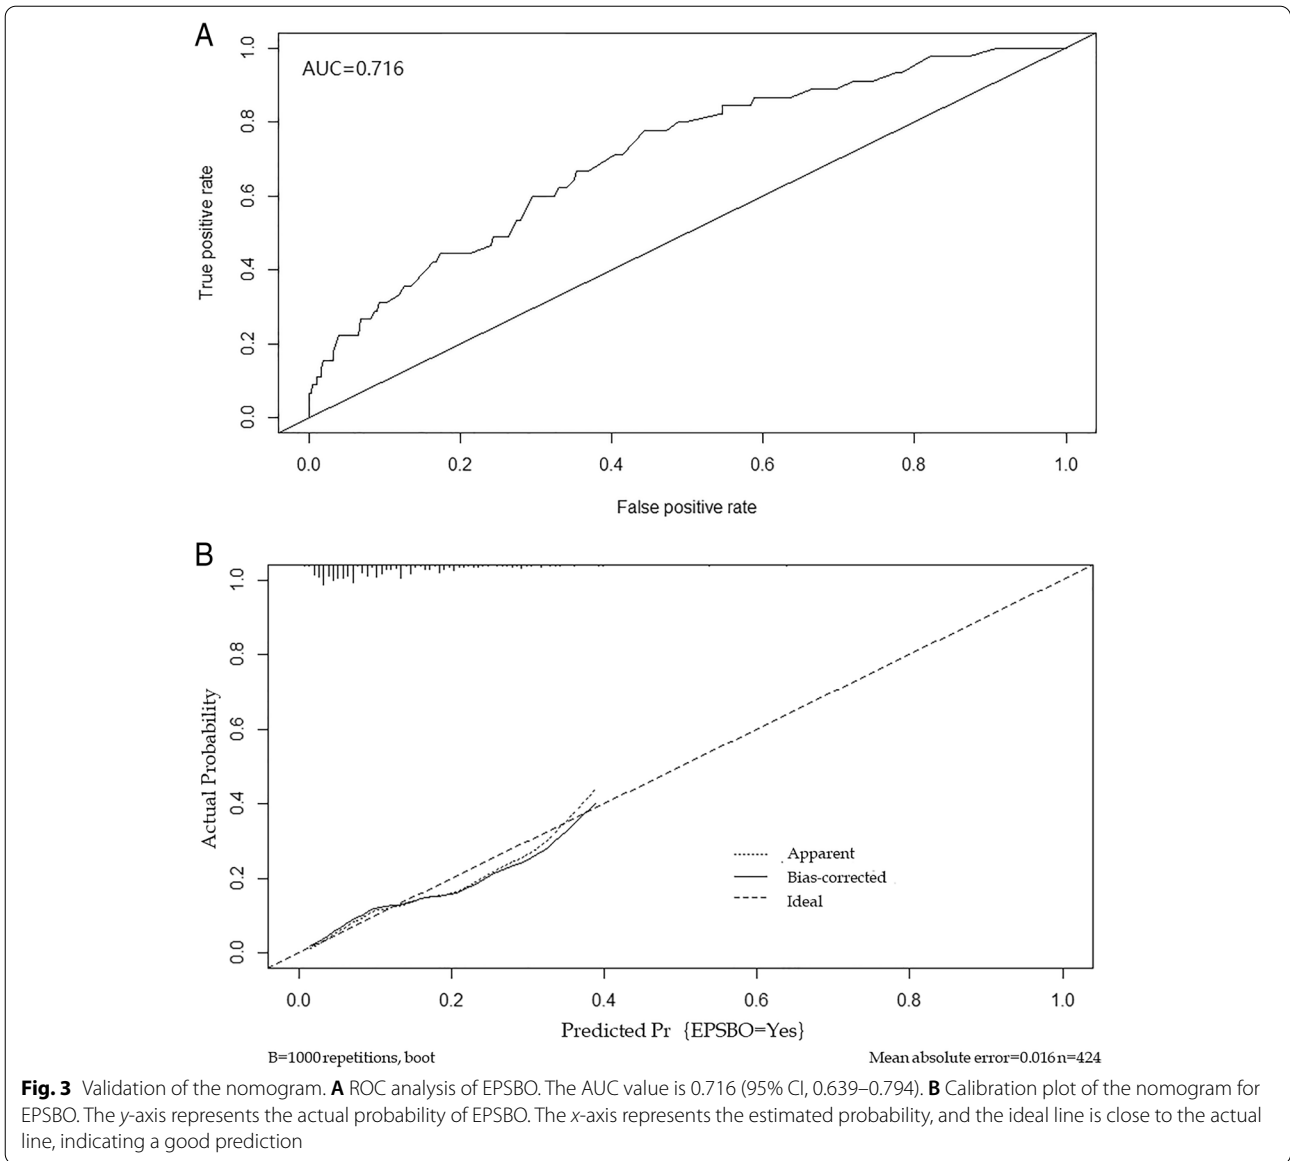 A
AUC=0.716
1.0
0.8
0.6
0.4
0.2
0.0
True positive rate
0.0 0.2 0.4 0.6 0.8 1.0
False positive rate
B
1.0
0.8
0.6
0.4
0.2
0.0
Actual Probability
Apparent
Bias-corrected
Ideal
0.0 0.2 0.4 0.6 0.8 1.0
Predicted Pr {EPSBO=Yes}
B=1000 repetitions, boot Mean absolute error=0.016 n=424
Fig. 3 Validation of the nomogram. A ROC analysis of EPSBO. The AUC value is 0.716 (95% CI, 0.639–0.794). B Calibration plot of the nomogram for
EPSBO. The y-axis represents the actual probability of EPSBO. The x-axis represents the estimated probability, and the ideal line is close to the actual
line, indicating a good prediction